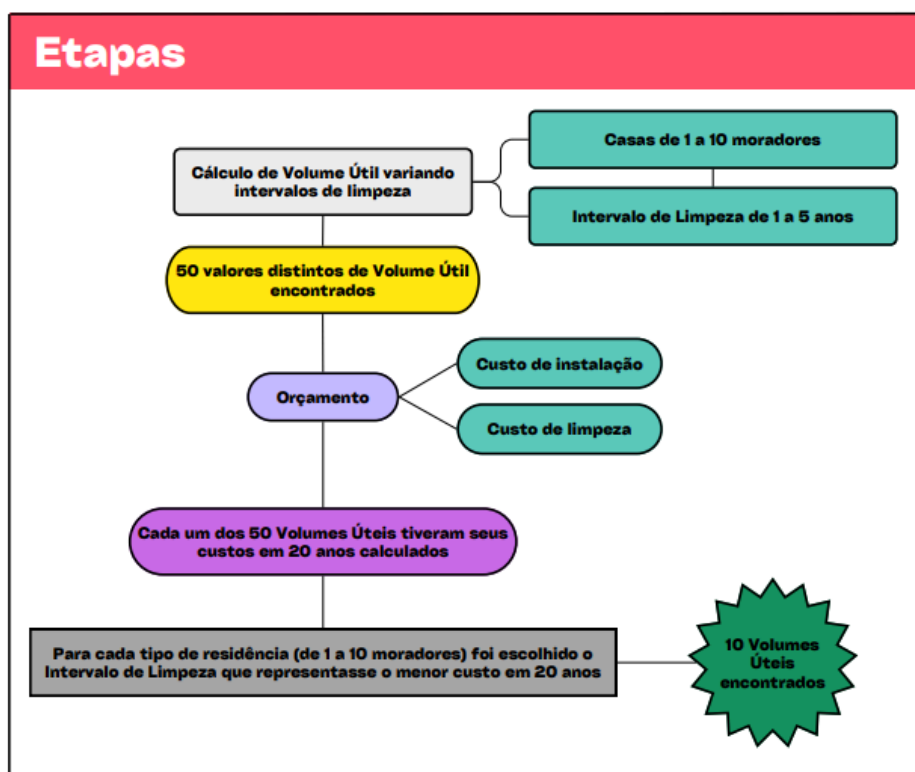 Etapas
Casas de 1 a 10 moradores
Cálculo de Volume Útil variando
intervalos de limpeza
Intervalo de Limpeza de 1 a 5 anos
50 valores distintos de Volume Útil
encontrados
Custo de instalação
Orçamento
Custo de limpeza
Cada um dos 50 Volumes Úteis tiveram seus
custos em 20 anos calculados
Para cada tipo de residência (de 1 a 10 moradores) foi escolhido o
Intervalo de Limpeza que representasse o menor custo em 20 anos
10 Volumes
Úteis
encontrados